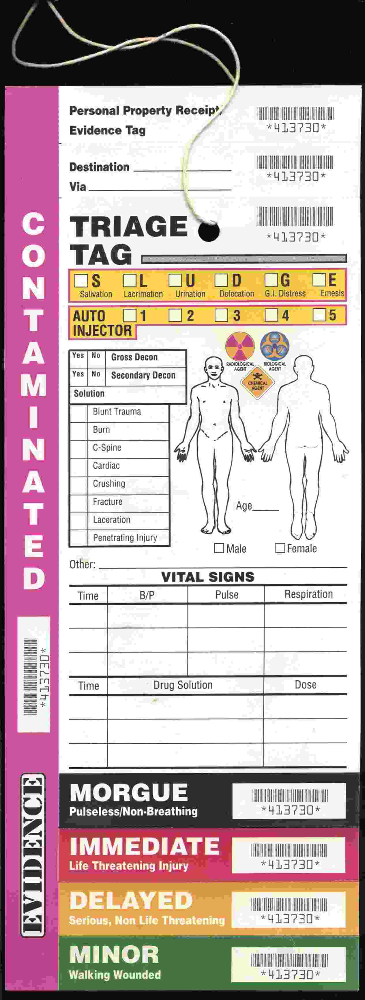 Personal Property Receipt/
Evidence Tag
*413730*
Destination
Via
*413730*
TRIAGE
TAG
*413730*
S L U D G E
Salivation Lacrimation Urination Defecation G.I. Distress Emesis
AUTO 1 2 3 4 5
INJECTOR
Yes No Gross Decon
Yes No Secondary Decon
Solution
Blunt Trauma
Burn
C-Spine
Cardiac
Crushing
Fracture
Laceration
Penetrating Injury
RADIOLOGICAL
AGENT
BIOLOGICAL
AGENT
CHEMICAL
AGENT
Age
Male Female
Other:
VITAL SIGNS
Time B/P Pulse Respiration
Time Drug Solution Dose
CONTAMINATED
*413730*
EVIDENCE
MORGUE
Pulseless/Non-Breathing
*413730*
IMMEDIATE
Life Threatening Injury
*413730*
DELAYED
Serious, Non Life Threatening
*413730*
MINOR
Walking Wounded
*413730*